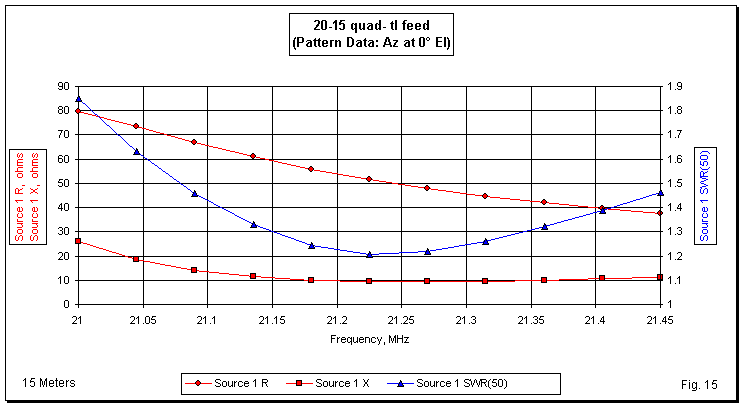 20-15 quad- tl feed
(Pattern Data: Az at 0° El)
90
80
70
60
50
40
30
20
10
0
Source 1 R, ohms
Source 1 X, ohms
1.9
1.8
1.7
1.6
1.5
1.4
1.3
1.2
1.1
1
Source 1 SWR(50)
21 21.05 21.1 21.15 21.2 21.25 21.3 21.35 21.4 21.45
Frequency, MHz
15 Meters
Source 1 R Source 1 X Source 1 SWR(50)
Fig. 15